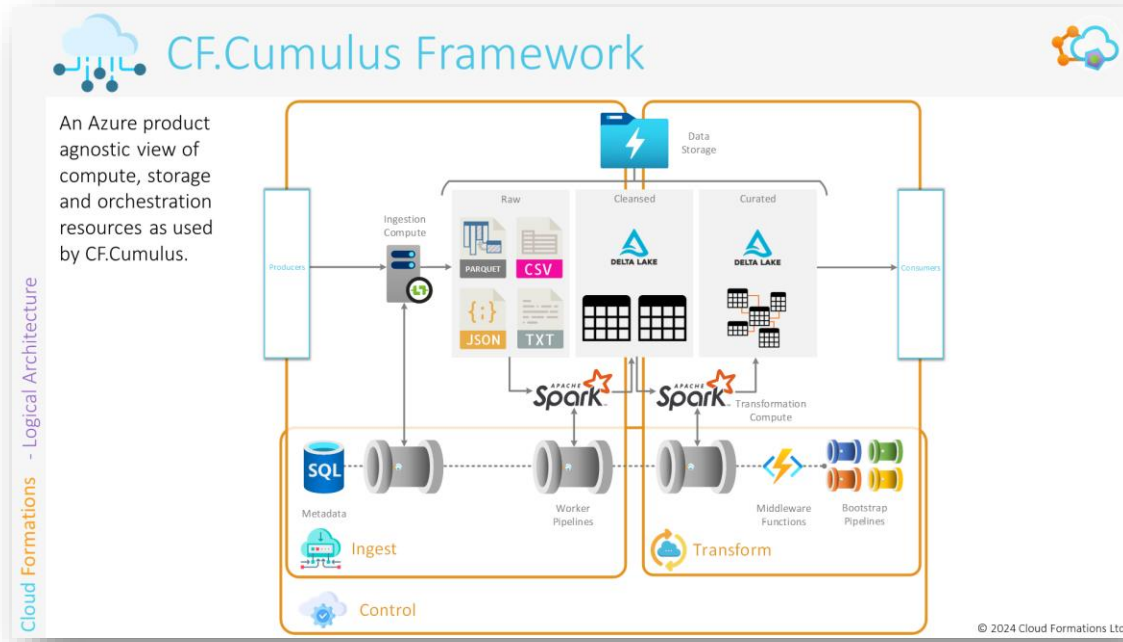 CF.Cumulus Framework
An Azure product
agnostic view of
compute, storage
and orchestration
resources as used
by CF.Cumulus.
Data
Storage
Producers
Ingestion
Compute
Raw
PARQUET
CSV
{;}
JSON
TXT
Cleansed
DELTA LAKE
Curated
DELTA LAKE
Consumers
APACHE
Spark
APACHE
Spark
Transformation
Compute
SQL
Metadata
Worker
Pipelines
Middleware
Functions
Bootstrap
Pipelines
Ingest
Transform
Control
Cloud Formations - Logical Architecture
© 2024 Cloud Formations Ltd